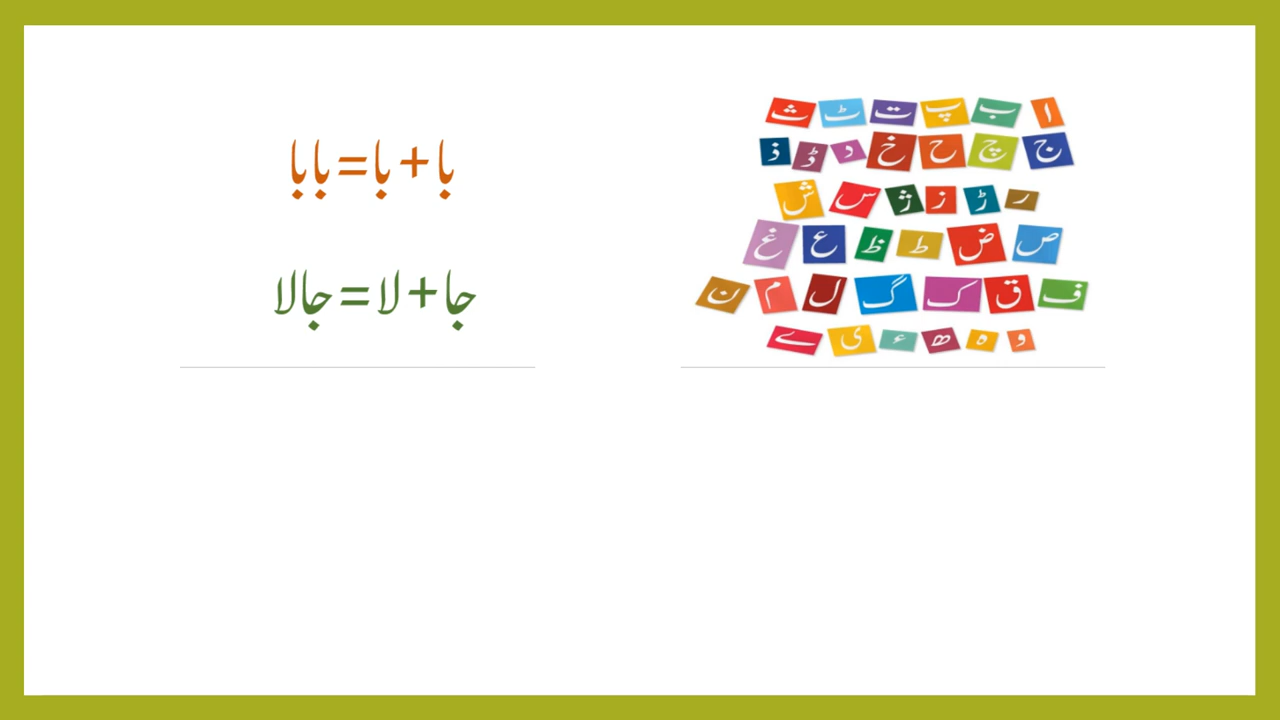 با + با = بابا
جا + لا = جالا
ا ب پ ت ٹ ث
ج چ ح خ د ڈ ذ
ر ڑ ز ژ س ش
ص ض ط ظ ع غ
ف ق ک گ ل م ن
و ہ ھ ء ی ے